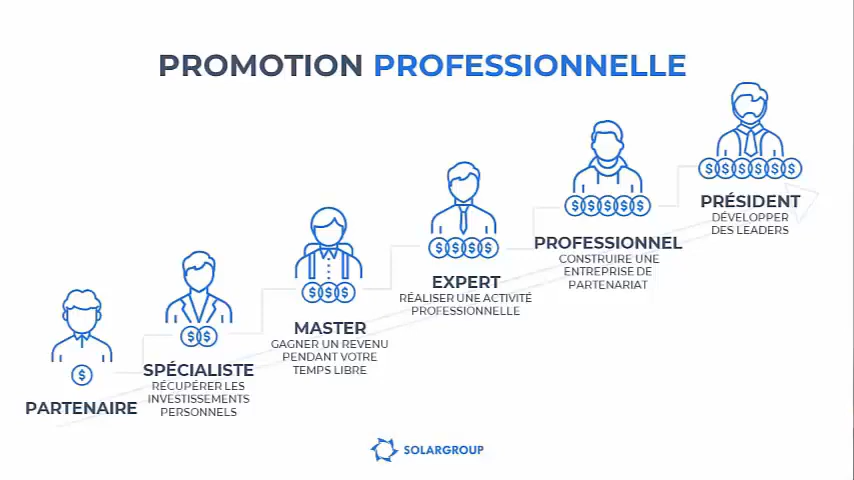 PROMOTION PROFESSIONNELLE
PARTENAIRE
SPÉCIALISTE
RÉCUPÉRER LES
INVESTISSEMENTS
PERSONNELS
MASTER
GAGNER UN REVENU
PENDANT VOTRE
TEMPS LIBRE
EXPERT
RÉALISER UNE ACTIVITÉ
PROFESSIONNELLE
PROFESSIONNEL
CONSTRUIRE UNE
ENTREPRISE DE
PARTENARIAT
PRÉSIDENT
DÉVELOPPER
DES LEADERS
SOLARGROUP